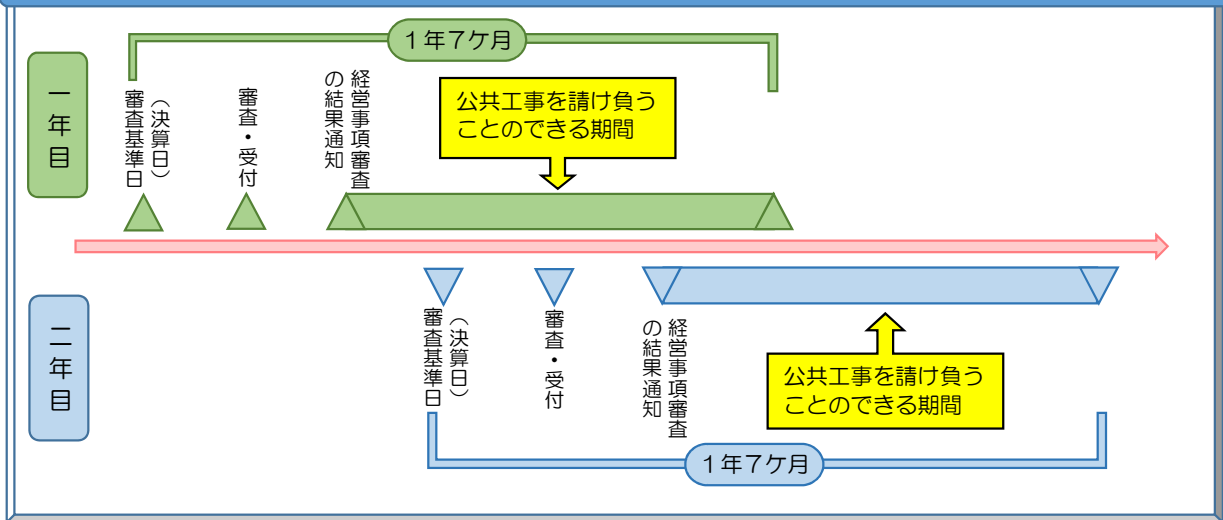 1年7ケ月
一年目
審査基準日
（決算日）
審査・受付
経営事項審査
の結果通知
公共工事を請け負う
ことのできる期間
二年目
審査基準日
（決算日）
審査・受付
経営事項審査
の結果通知
公共工事を請け負う
ことのできる期間
1年7ケ月